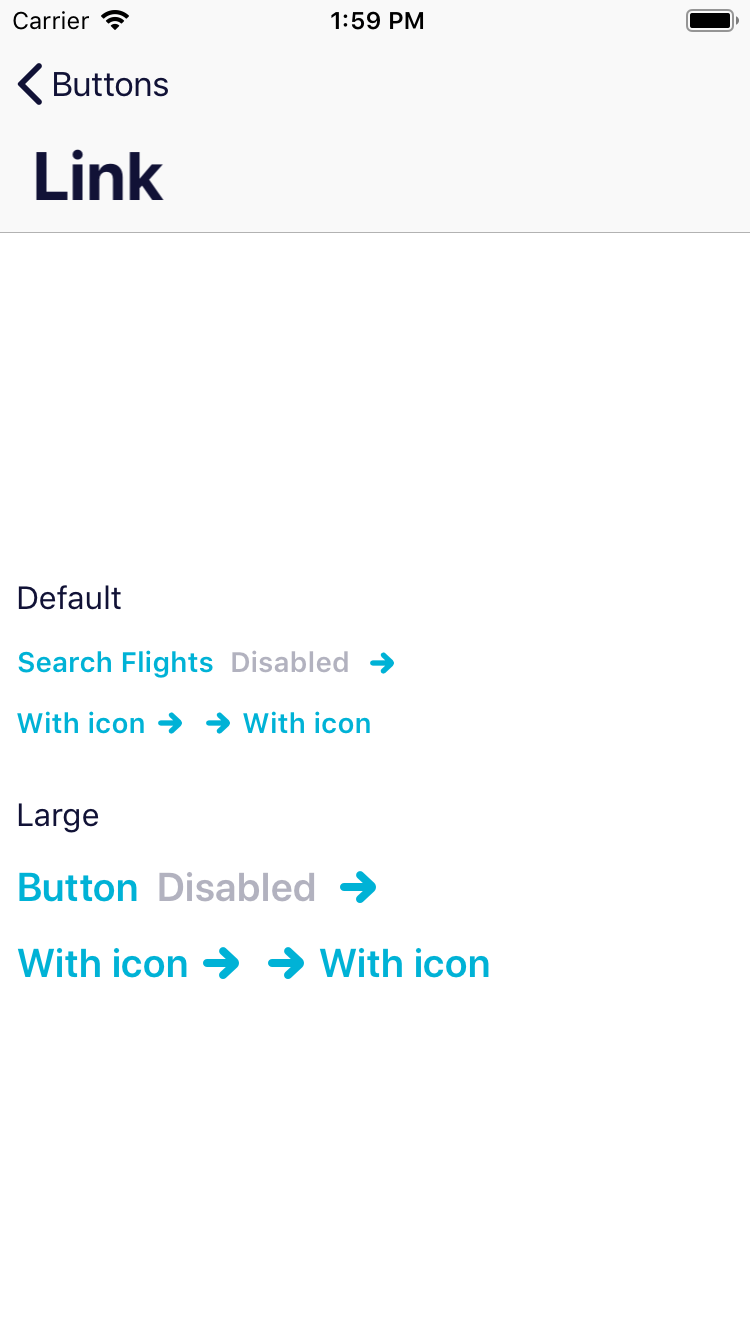 Carrier 1:59 PM
Buttons
Link
Default
Search Flights Disabled
With icon With icon
Large
Button Disabled
With icon With icon